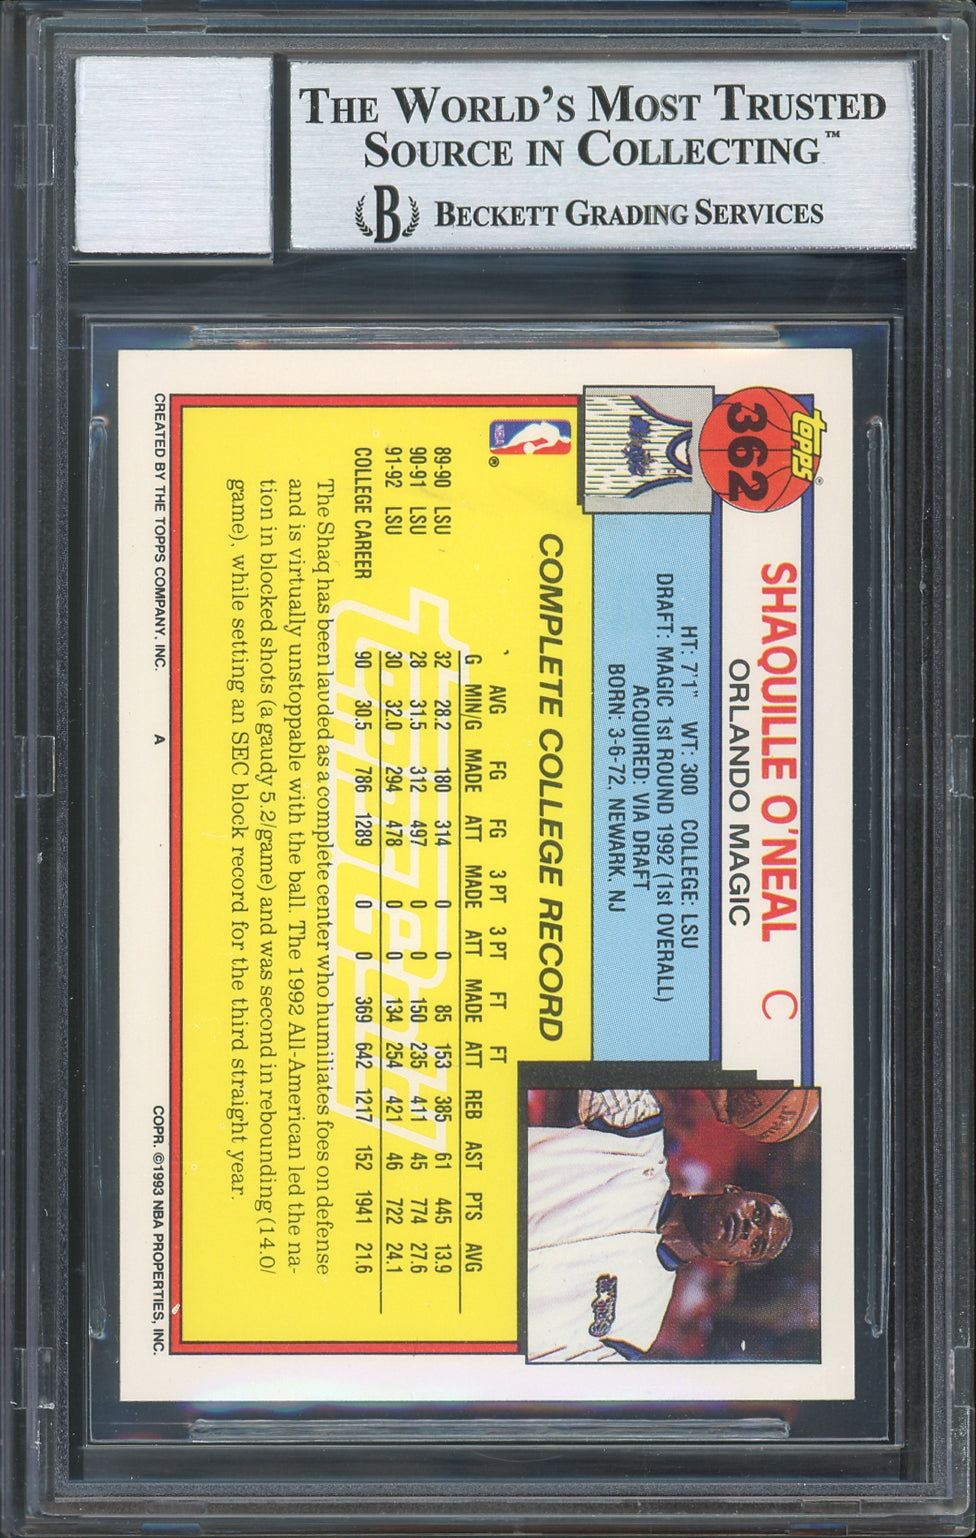 THE WORLD'S MOST TRUSTED
SOURCE IN COLLECTING™
B BECKETT GRADING SERVICES
topps®
362
SHAQUILLE O'NEAL C
ORLANDO MAGIC
HT: 7'1" WT: 300 COLLEGE: LSU
DRAFT: MAGIC 1st ROUND 1992 (1st OVERALL)
ACQUIRED: VIA DRAFT
BORN: 3-6-72, NEWARK, NJ
NBA ®
COMPLETE COLLEGE RECORD
AVG FG FG 3 PT 3 PT FT FT
G MIN/G MADE ATT MADE ATT MADE ATT REB AST PTS AVG
89-90 LSU 32 28.2 180 314 0 0 85 153 385 61 445 13.9
90-91 LSU 28 31.5 312 497 0 0 150 235 411 45 774 27.6
91-92 LSU 30 32.0 294 478 0 0 134 254 421 46 722 24.1
COLLEGE CAREER 90 30.5 786 1289 0 0 369 642 1217 152 1941 21.6
The Shaq has been lauded as a complete center who humiliates foes on defense
and is virtually unstoppable with the ball. The 1992 All-American led the na-
tion in blocked shots (a gaudy 5.2/game) and was second in rebounding (14.0/
game), while setting an SEC block record for the third straight year.
CREATED BY THE TOPPS COMPANY, INC. A COPR. ©1993 NBA PROPERTIES, INC.